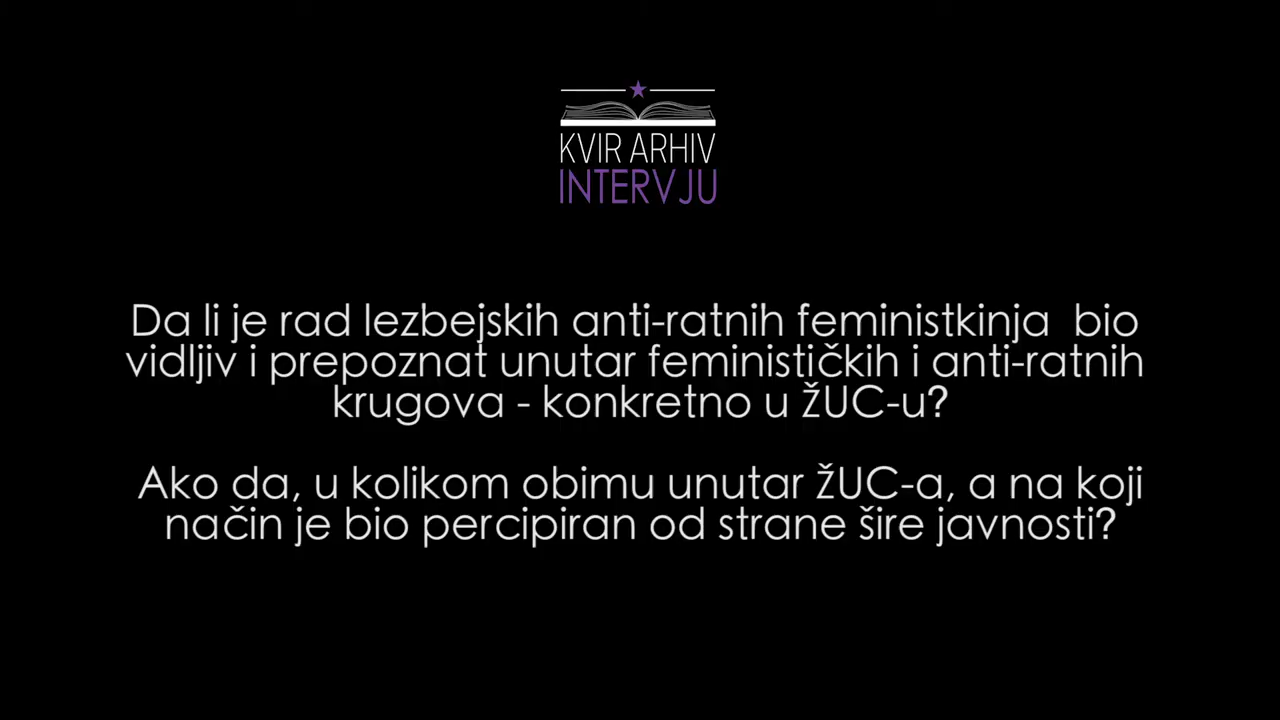 KVIR ARHIV
INTERVJU
Da li je rad lezbejskih anti-ratnih feministkinja  bio
vidljiv i prepoznat unutar feminističkih i anti-ratnih
krugova - konkretno u žUC-u?
Ako da, u kolikom obimu unutar žUC-a, a na koji
način je bio percipiran od strane šire javnosti?